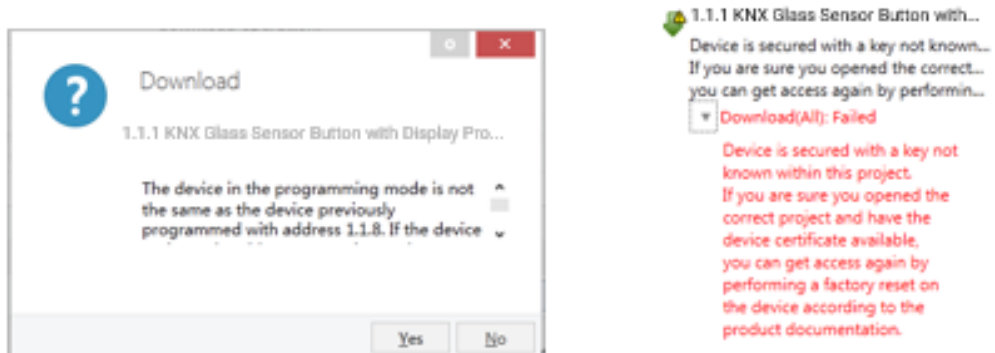 Download
1.1.1 KNX Glass Sensor Button with Display Pro...
The device in the programming mode is not
the same as the device previously
programmed with address 1.1.8. If the device
Yes
No
1.1.1 KNX Glass Sensor Button with...
Device is secured with a key not known...
If you are sure you opened the correct...
you can get access again by performin...
Download(All): Failed
Device is secured with a key not
known within this project.
If you are sure you opened the
correct project and have the
device certificate available,
you can get access again by
performing a factory reset on
the device according to the
product documentation.